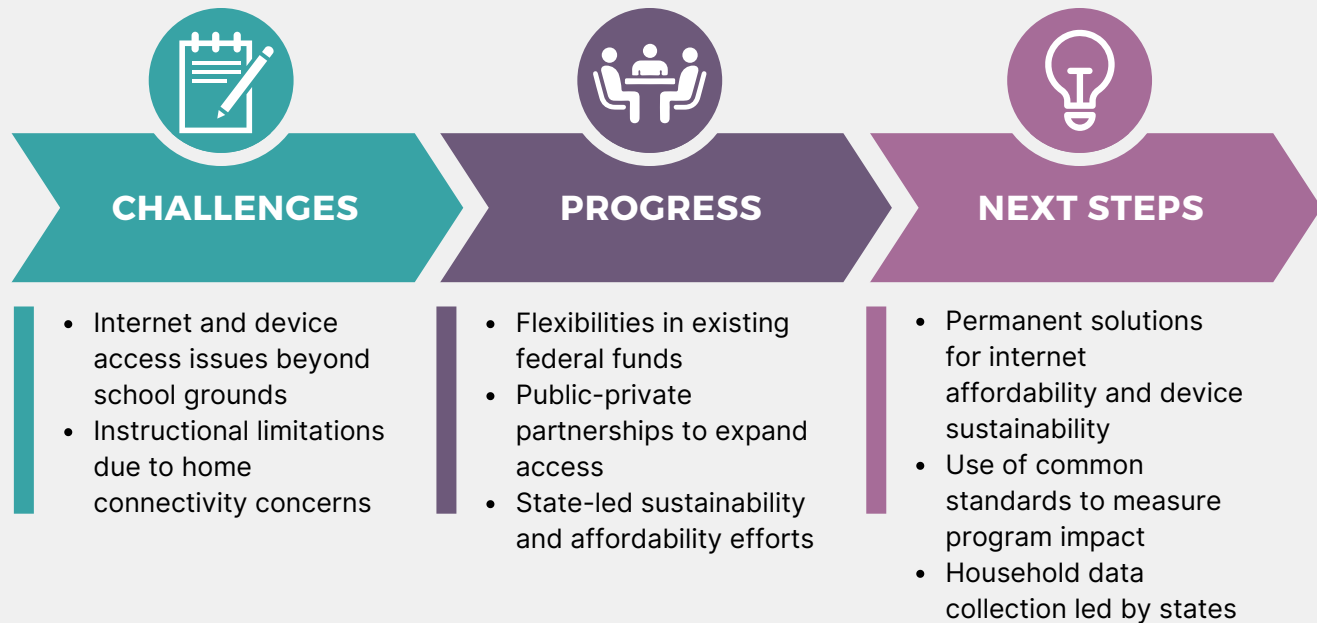 CHALLENGES
• Internet and device
access issues beyond
school grounds
• Instructional limitations
due to home
connectivity concerns
PROGRESS
• Flexibilities in existing
federal funds
• Public-private
partnerships to expand
access
• State-led sustainability
and affordability efforts
NEXT STEPS
• Permanent solutions
for internet
affordability and device
sustainability
• Use of common
standards to measure
program impact
• Household data
collection led by states